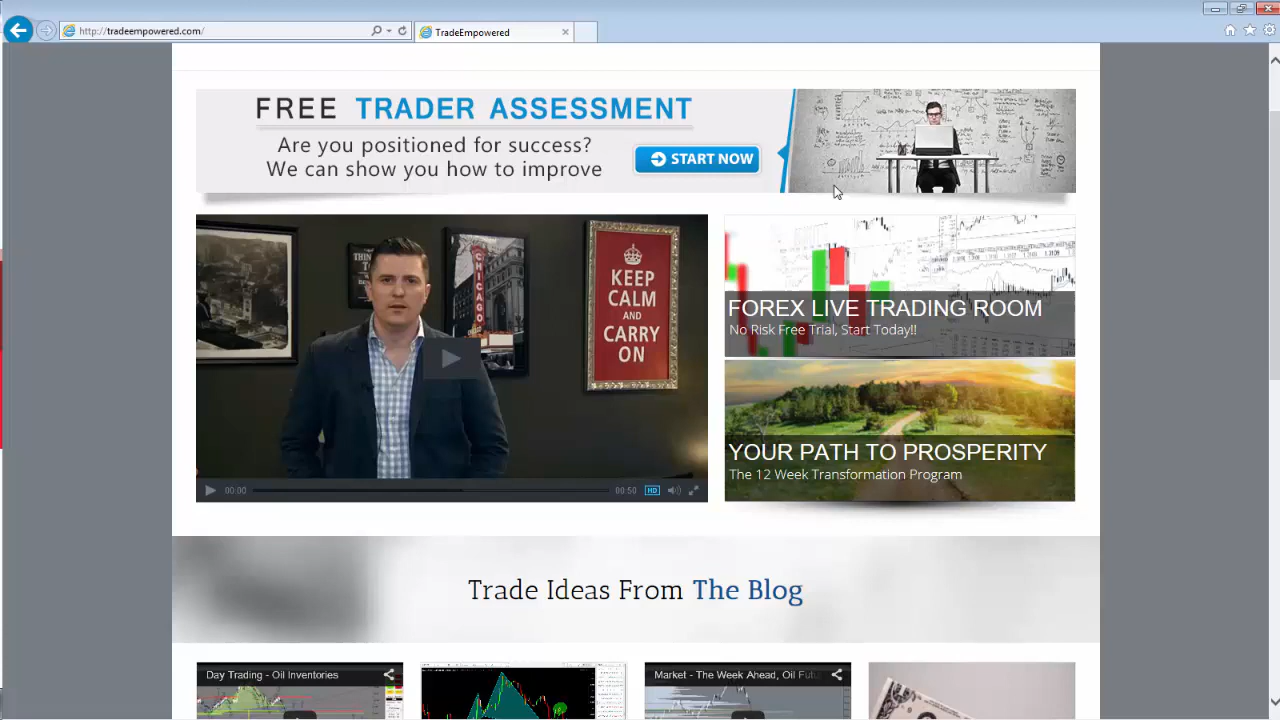 http://tradeempowered.com/
TradeEmpowered
FREE TRADER ASSESSMENT
Are you positioned for success?
We can show you how to improve
START NOW
CHICAGO
KEEP
CALM
AND
CARRY
ON
00:00
00:50
HD
FOREX LIVE TRADING ROOM
No Risk Free Trial, Start Today!!
YOUR PATH TO PROSPERITY
The 12 Week Transformation Program
Trade Ideas From The Blog
Day Trading - Oil Inventories
Market - The Week Ahead, Oil Futu